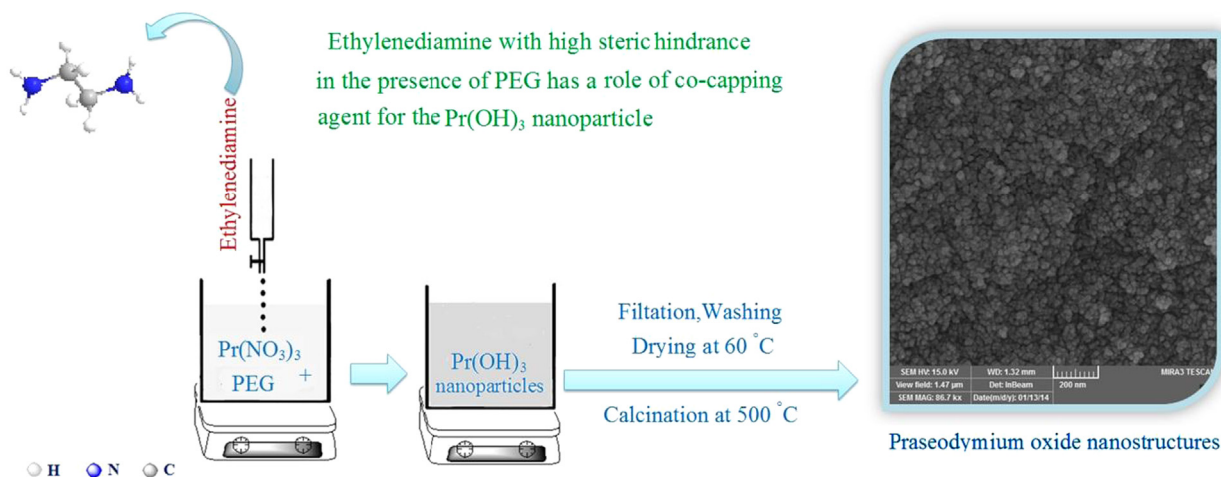 Ethylenediamine with high steric hindrance
in the presence of PEG has a role of co-capping
agent for the Pr(OH)₃ nanoparticle
Ethylenediamine
Pr(NO₃)₃
PEG +
Pr(OH)₃
nanoparticles
Filtation,Washing
Drying at 60 °C
Calcination at 500 °C
SEM HV: 15.0 kV WD: 1.32 mm MIRA3 TESCAN
View field: 1.47 µm Det: InBeam 200 nm
SEM MAG: 86.7 kx Date(m/d/y): 01/13/14
Praseodymium oxide nanostructures
H N C